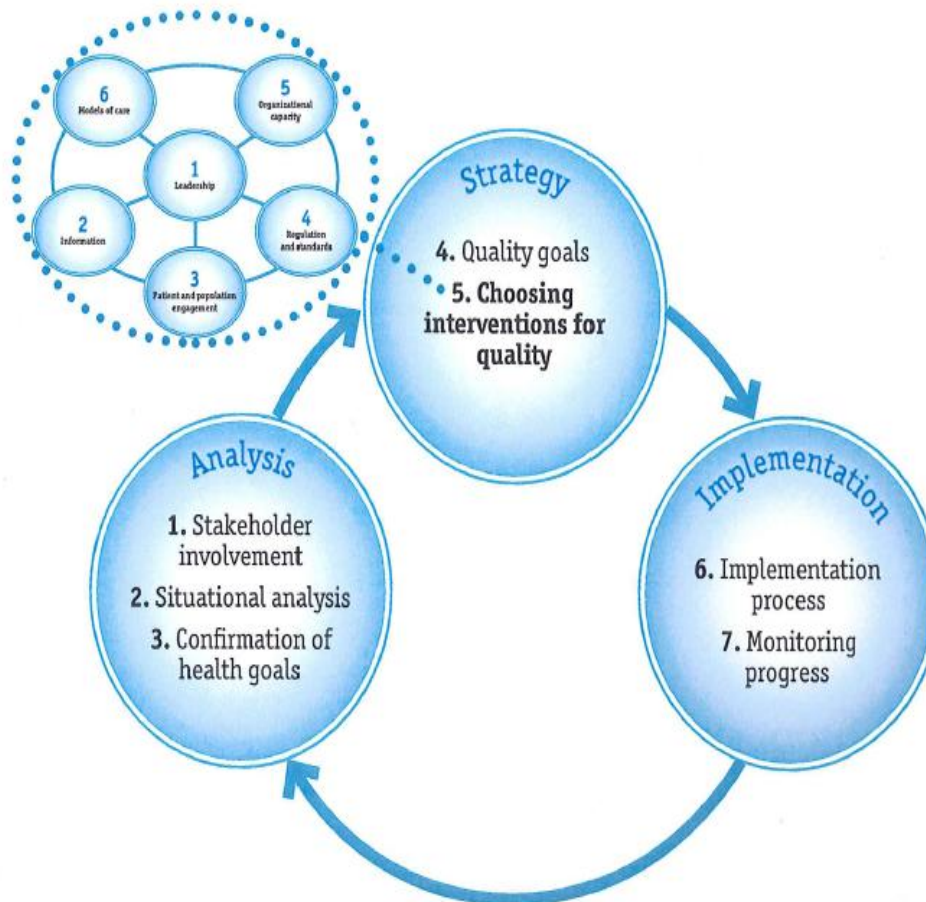 6
Models of care
5
Organizational
capacity
1
Leadership
2
Information
4
Regulation
and standards
3
Patient and population
engagement
Strategy
4. Quality goals
5. Choosing
interventions for
quality
Analysis
1. Stakeholder
involvement
2. Situational analysis
3. Confirmation of
health goals
Implementation
6. Implementation
process
7. Monitoring
progress